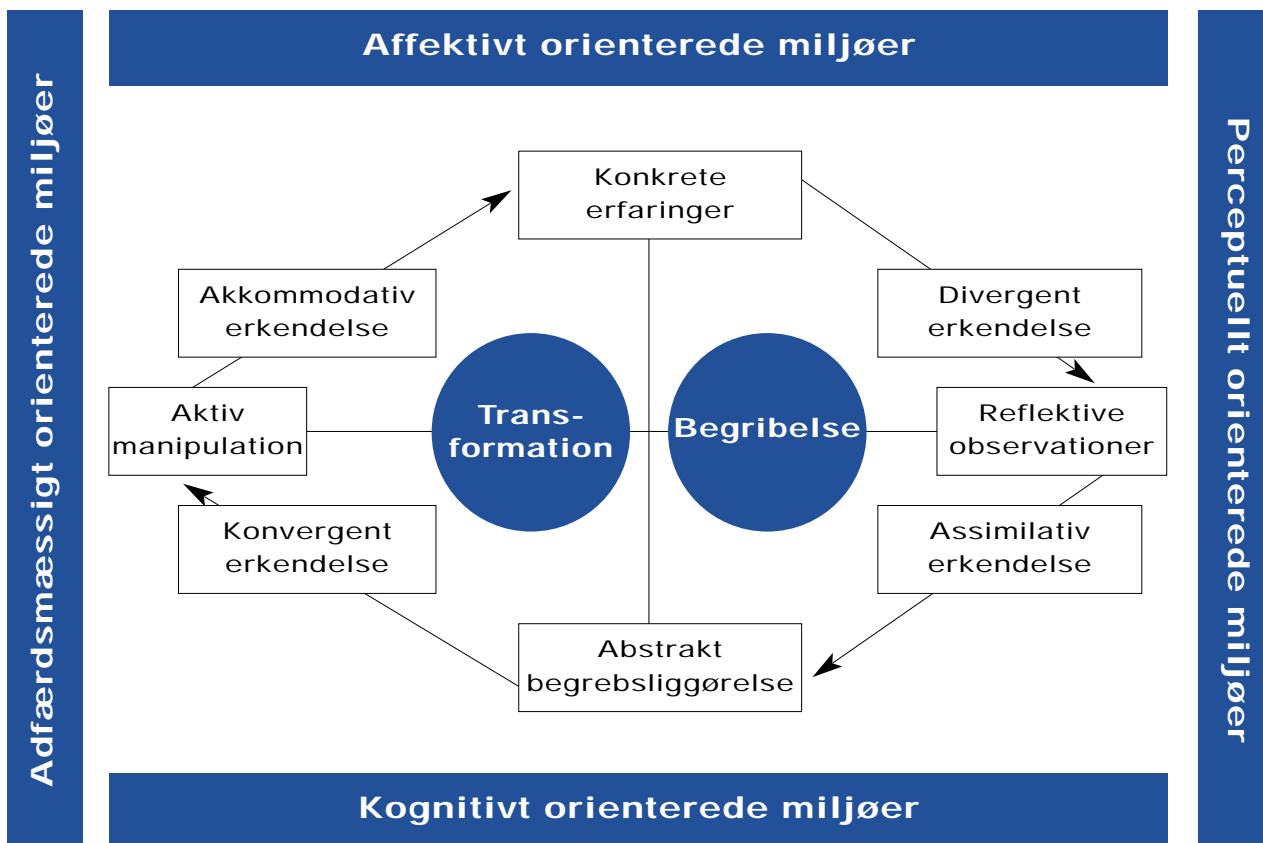 Affektivt orienterede miljøer
Adfærdsmæssigt orienterede miljøer
Perceptuellt orienterede miljøer
Konkrete
erfaringer
Akkommodativ
erkendelse
Divergent
erkendelse
Aktiv
manipulation
Trans-
formation
Begribelse
Reflektive
observationer
Konvergent
erkendelse
Assimilativ
erkendelse
Abstrakt
begrebsliggørelse
Kognitivt orienterede miljøer